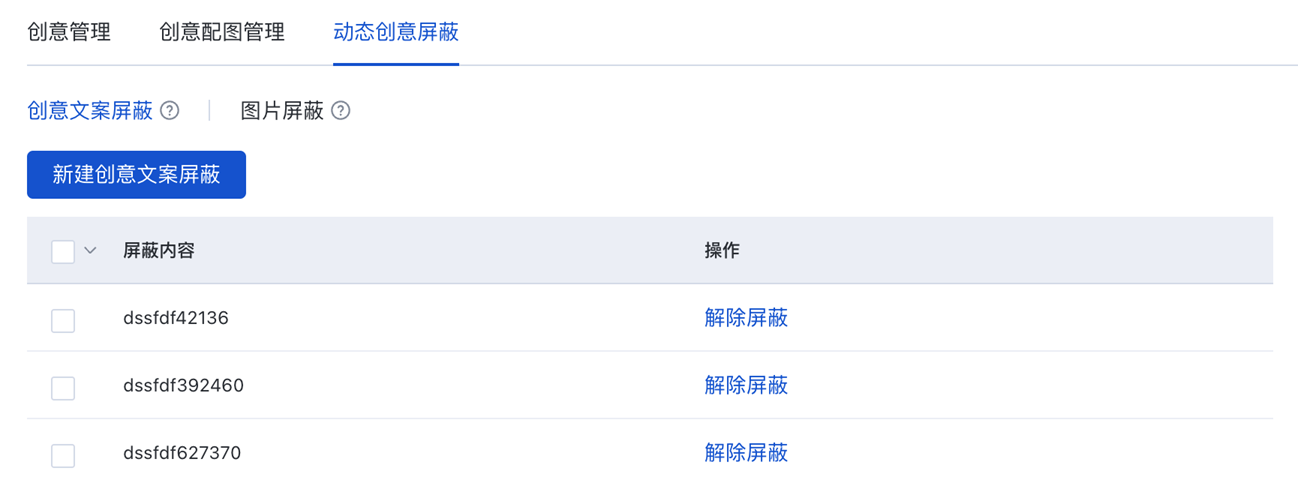 创意管理 创意配图管理 动态创意屏蔽
创意文案屏蔽 ? 图片屏蔽 ?
新建创意文案屏蔽
屏蔽内容 操作
dssfdf42136 解除屏蔽
dssfdf392460 解除屏蔽
dssfdf627370 解除屏蔽